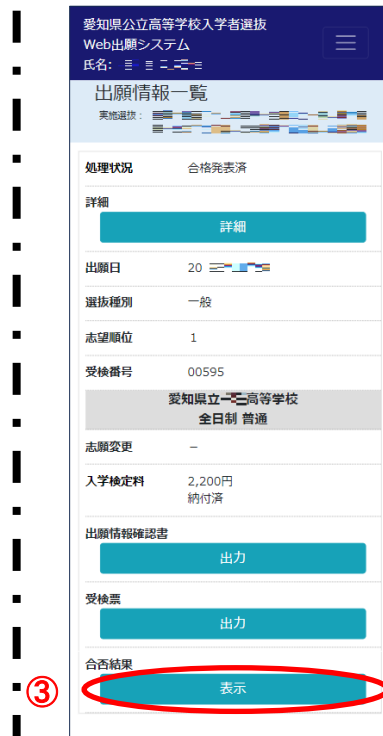 愛知県公立高等学校入学者選抜
Web出願システム
氏名:
出願情報一覧
実施選抜:
処理状況 合格発表済
詳細
詳細
出願日 20
選抜種別 一般
志望順位 1
受検番号 00595
愛知県立 高等学校
全日制 普通
志願変更 −
入学検定料 2,200円
納付済
出願情報確認書
出力
受検票
出力
合否結果
③
表示